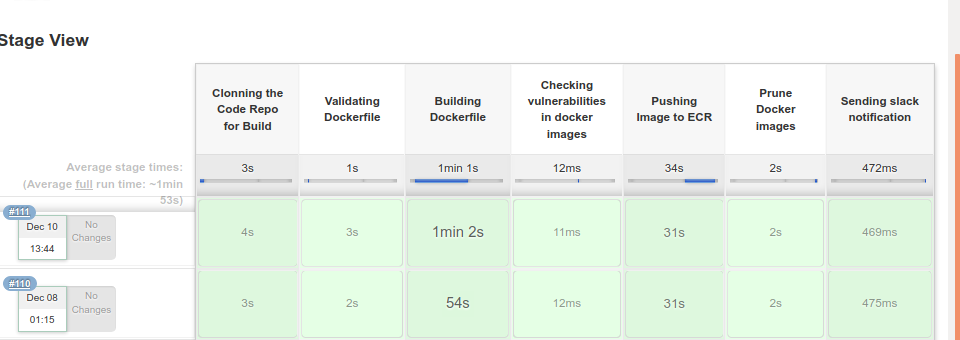 Stage View
Clonning the
Code Repo
for Build
Validating
Dockerfile
Building
Dockerfile
Checking
vulnerabilities
in docker
images
Pushing
Image to ECR
Prune
Docker
images
Sending slack
notification
Average stage times:
(Average full run time: ~1min
53s)
3s
1s
1min 1s
12ms
34s
2s
472ms
#111
Dec 10
13:44
No
Changes
4s
3s
1min 2s
11ms
31s
2s
469ms
#110
Dec 08
01:15
No
Changes
3s
2s
54s
12ms
31s
2s
475ms